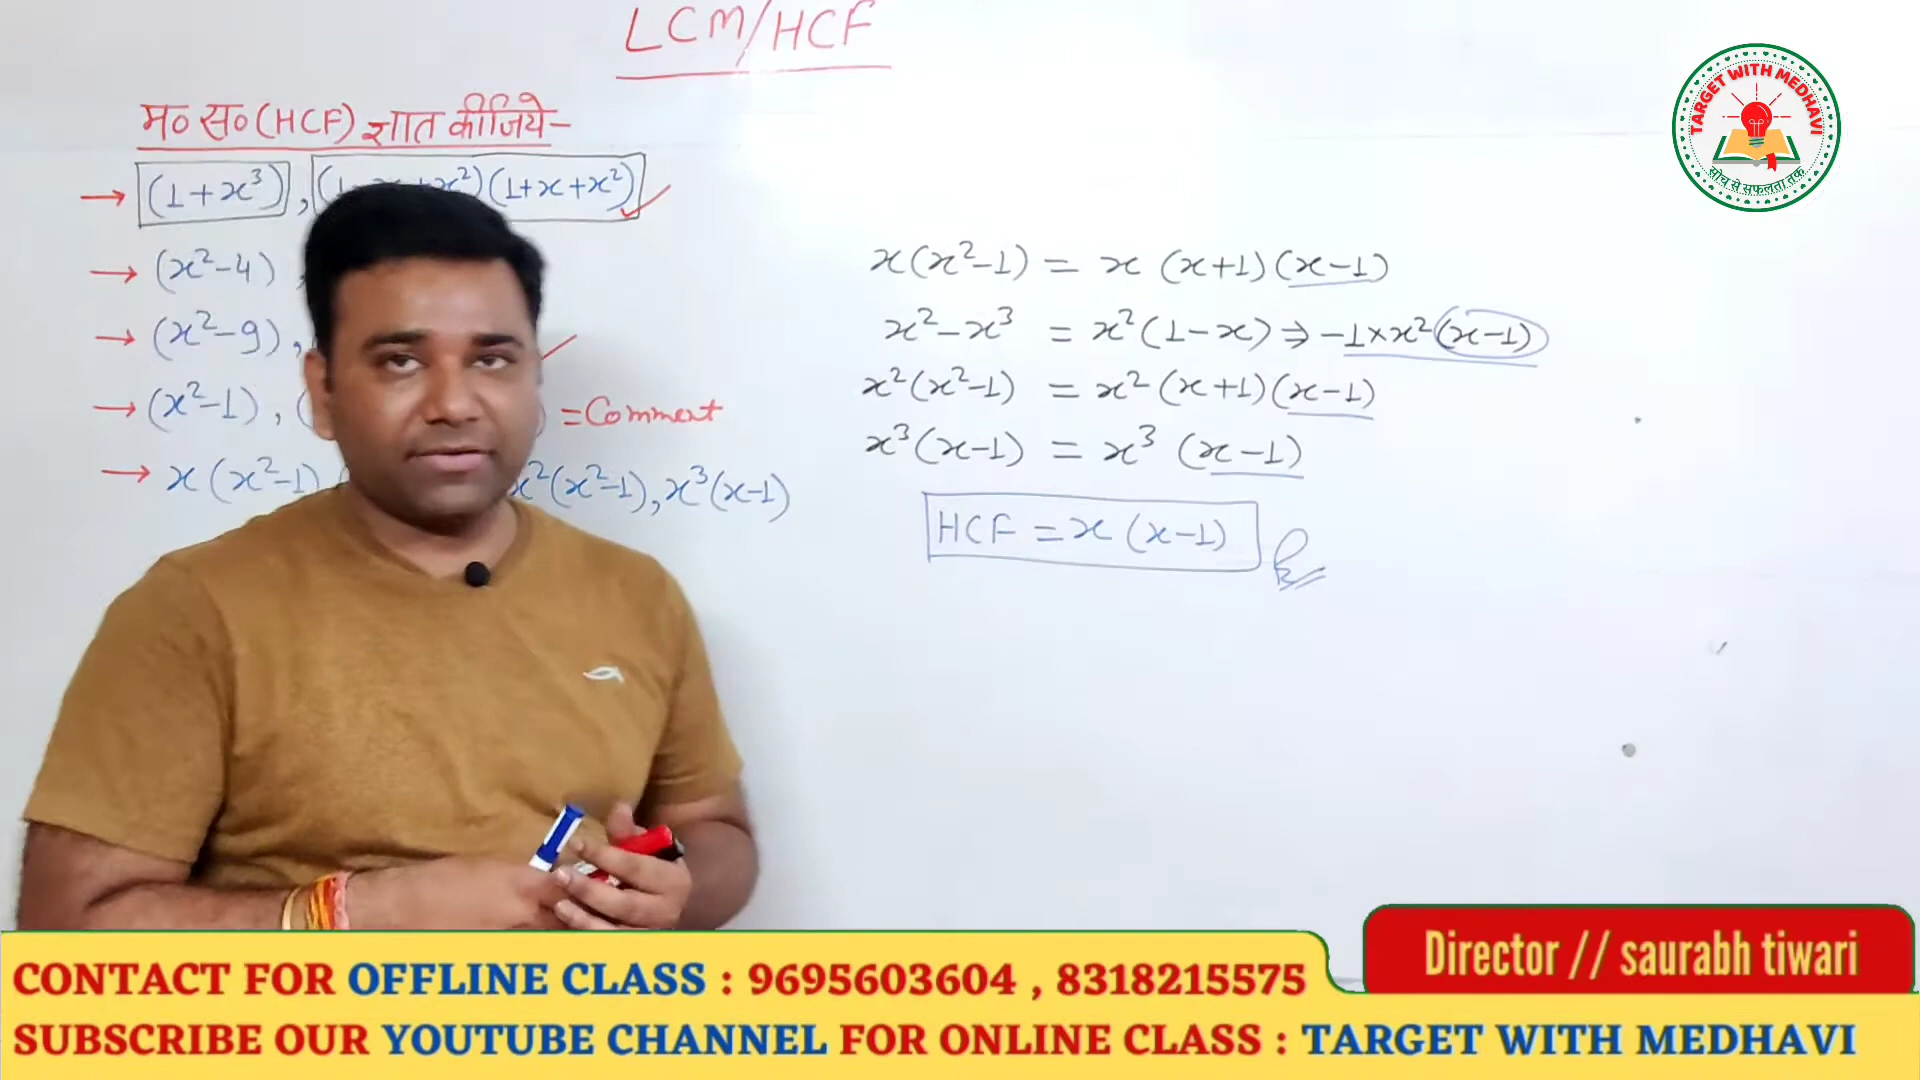 LCM/HCF
म० स० (HCF) ज्ञात कीजिये-
→ (1+x³), (1-x+x²)(1+x+x²)
→ (x²-4)
→ (x²-9),
→ (x²-1), ( =Comment
→ x(x²-1) x²(x²-1), x³(x-1)
x(x²-1) = x (x+1)(x-1)
x²-x³ = x²(1-x) ⇒ -1×x²(x-1)
x²(x²-1) = x²(x+1)(x-1)
x³(x-1) = x³ (x-1)
HCF = x(x-1)
TARGET WITH MEDHAVI
सोच से सफलता तक
Director // saurabh tiwari
CONTACT FOR OFFLINE CLASS : 9695603604 , 8318215575
SUBSCRIBE OUR YOUTUBE CHANNEL FOR ONLINE CLASS : TARGET WITH MEDHAVI